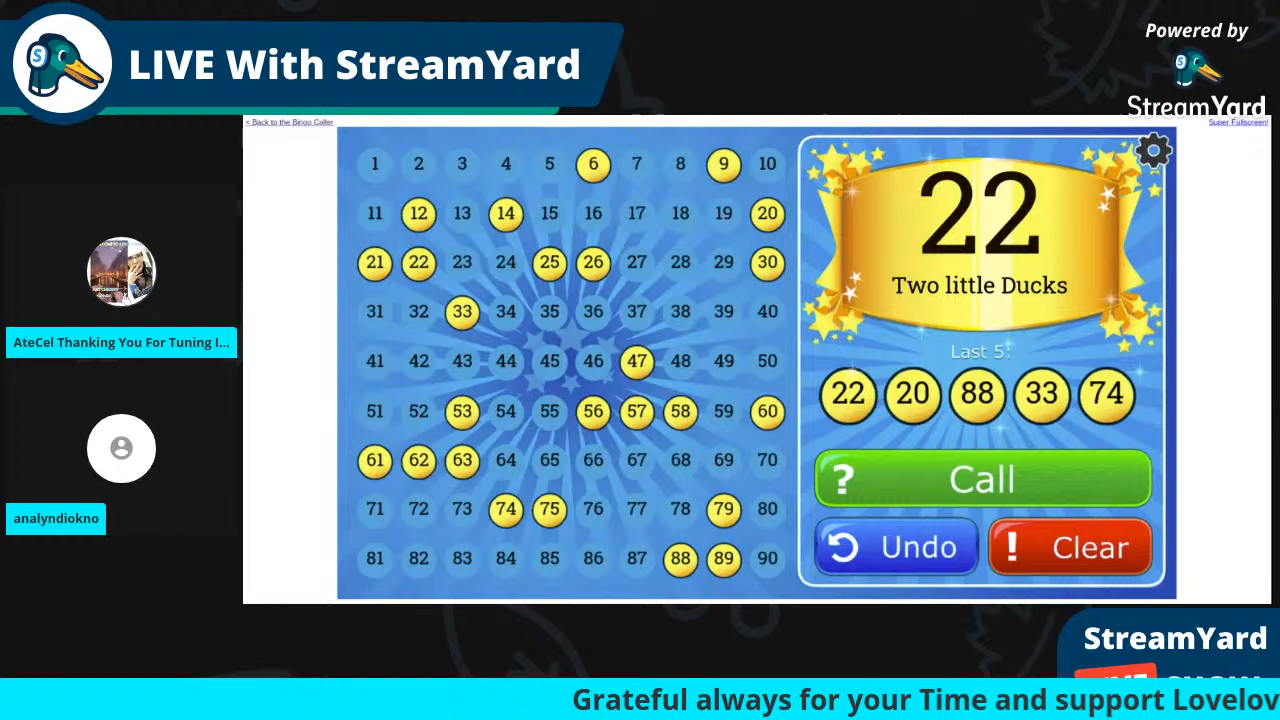 LIVE With StreamYard
Powered by
StreamYard
< Back to the Bingo Caller
Super Fullscreen!
1 2 3 4 5 6 7 8 9 10
11 12 13 14 15 16 17 18 19 20
21 22 23 24 25 26 27 28 29 30
31 32 33 34 35 36 37 38 39 40
41 42 43 44 45 46 47 48 49 50
51 52 53 54 55 56 57 58 59 60
61 62 63 64 65 66 67 68 69 70
71 72 73 74 75 76 77 78 79 80
81 82 83 84 85 86 87 88 89 90
22
Two little Ducks
Last 5:
22 20 88 33 74
? Call
Undo
! Clear
AteCel Thanking You For Tuning I...
analyndiokno
StreamYard
Grateful always for your Time and support Lovelov